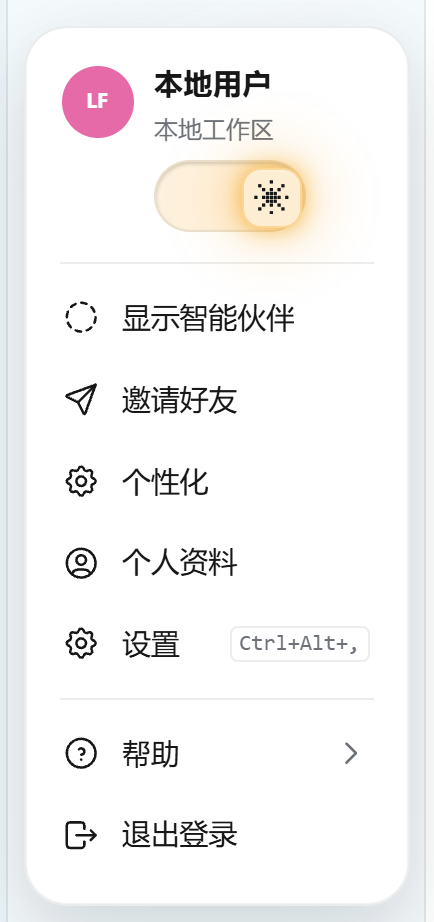 LF
本地用户
本地工作区
显示智能伙伴
邀请好友
个性化
个人资料
设置 Ctrl+Alt+,
帮助
退出登录